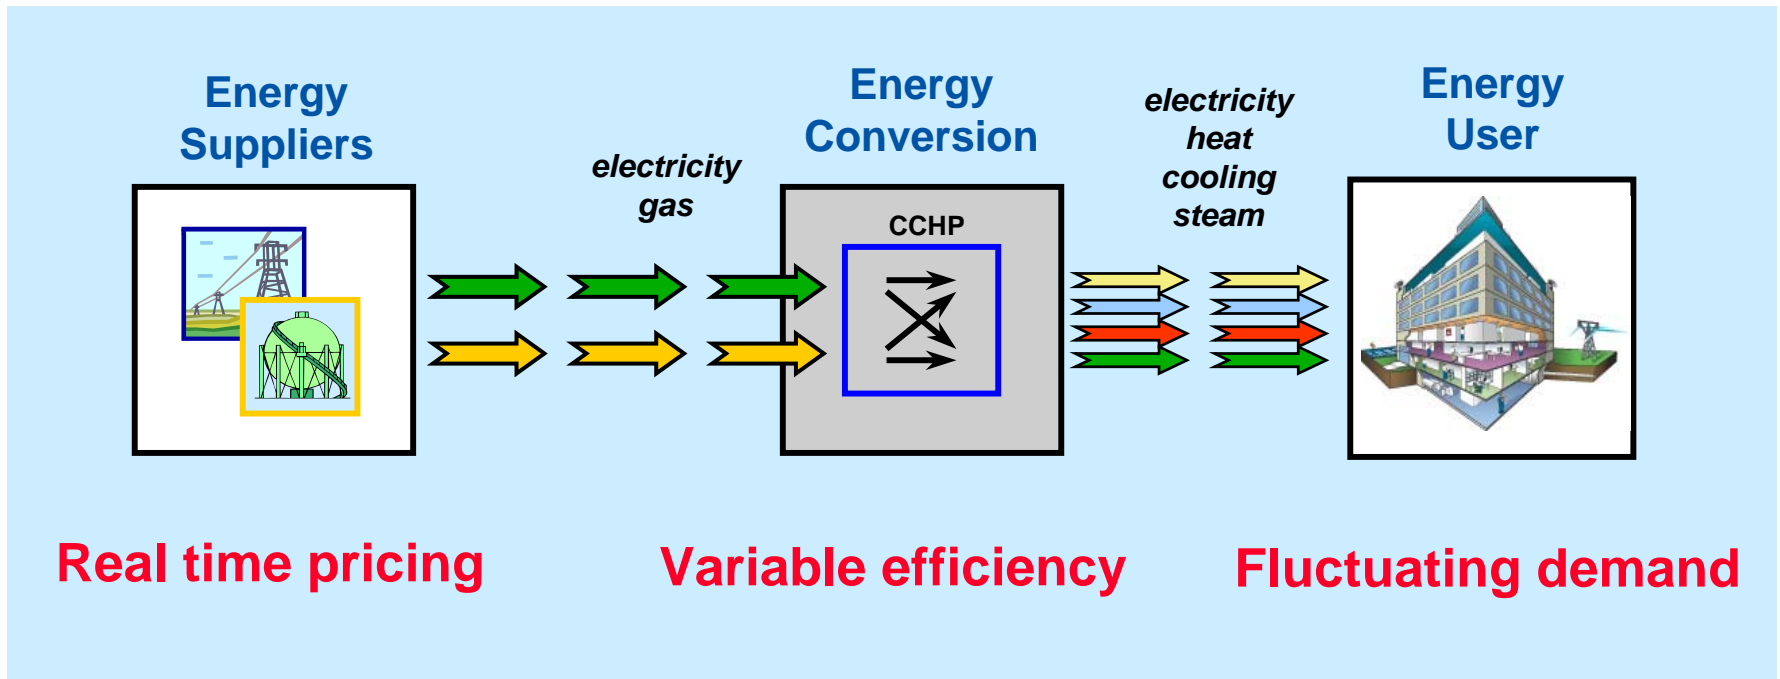 Energy
Suppliers
electricity
gas
Energy
Conversion
CCHP
electricity
heat
cooling
steam
Energy
User
Real time pricing
Variable efficiency
Fluctuating demand